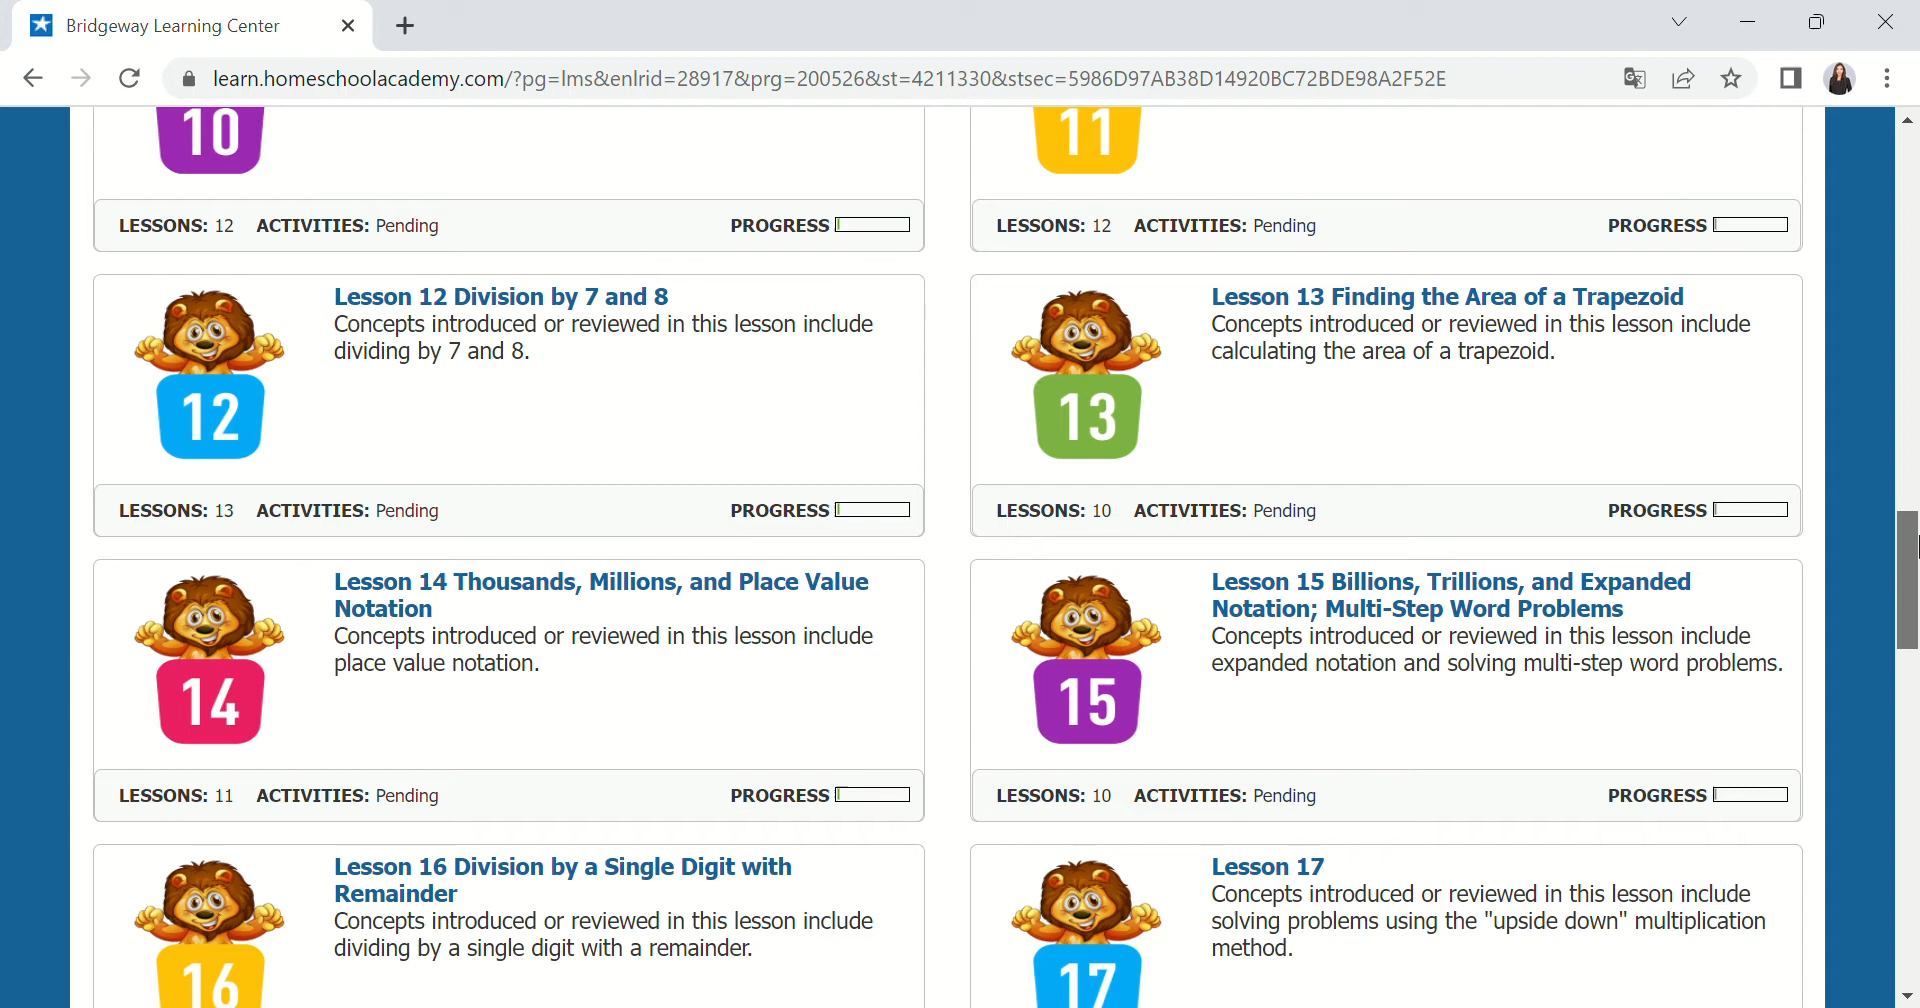 Bridgeway Learning Center
learn.homeschoolacademy.com/?pg=lms&enlrid=28917&prg=200526&st=4211330&stsec=5986D97AB38D14920BC72BDE98A2F52E
10
11
LESSONS: 12 ACTIVITIES: Pending PROGRESS
LESSONS: 12 ACTIVITIES: Pending PROGRESS
Lesson 12 Division by 7 and 8
Concepts introduced or reviewed in this lesson include
dividing by 7 and 8.
12
LESSONS: 13 ACTIVITIES: Pending PROGRESS
Lesson 13 Finding the Area of a Trapezoid
Concepts introduced or reviewed in this lesson include
calculating the area of a trapezoid.
13
LESSONS: 10 ACTIVITIES: Pending PROGRESS
Lesson 14 Thousands, Millions, and Place Value
Notation
Concepts introduced or reviewed in this lesson include
place value notation.
14
LESSONS: 11 ACTIVITIES: Pending PROGRESS
Lesson 15 Billions, Trillions, and Expanded
Notation; Multi-Step Word Problems
Concepts introduced or reviewed in this lesson include
expanded notation and solving multi-step word problems.
15
LESSONS: 10 ACTIVITIES: Pending PROGRESS
Lesson 16 Division by a Single Digit with
Remainder
Concepts introduced or reviewed in this lesson include
dividing by a single digit with a remainder.
16
Lesson 17
Concepts introduced or reviewed in this lesson include
solving problems using the "upside down" multiplication
method.
17